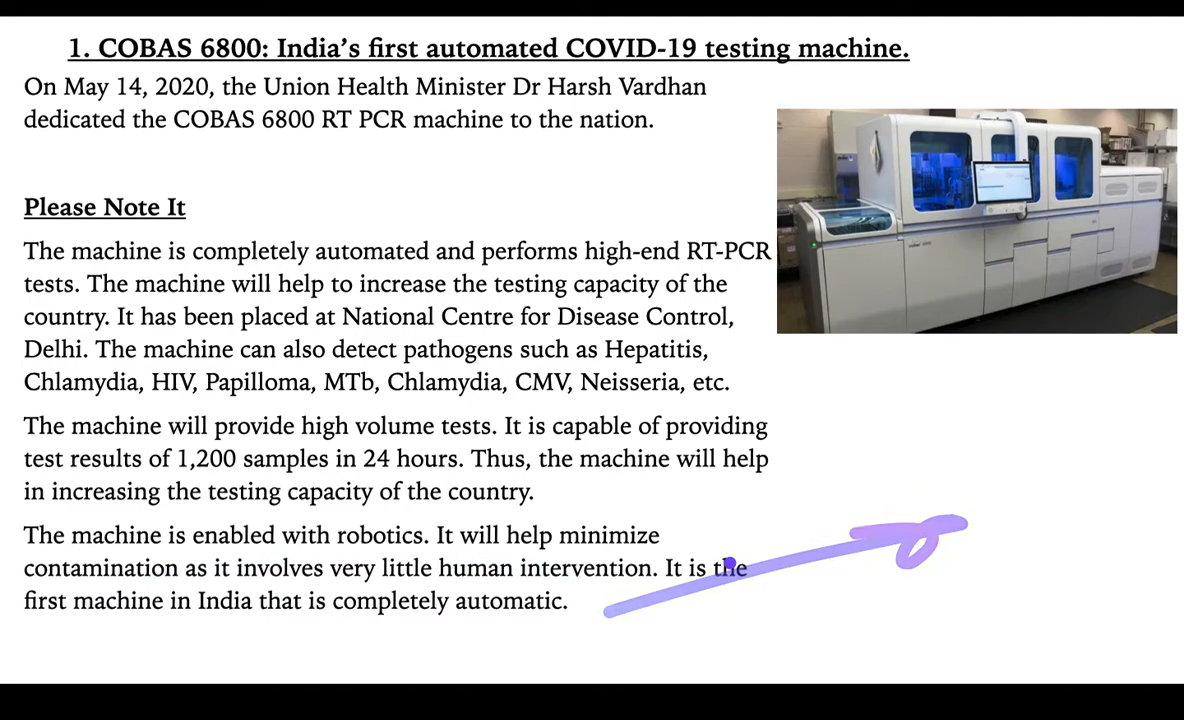 1. COBAS 6800: India’s first automated COVID-19 testing machine.
On May 14, 2020, the Union Health Minister Dr Harsh Vardhan
dedicated the COBAS 6800 RT PCR machine to the nation.
Please Note It
The machine is completely automated and performs high-end RT-PCR
tests. The machine will help to increase the testing capacity of the
country. It has been placed at National Centre for Disease Control,
Delhi. The machine can also detect pathogens such as Hepatitis,
Chlamydia, HIV, Papilloma, MTb, Chlamydia, CMV, Neisseria, etc.
The machine will provide high volume tests. It is capable of providing
test results of 1,200 samples in 24 hours. Thus, the machine will help
in increasing the testing capacity of the country.
The machine is enabled with robotics. It will help minimize
contamination as it involves very little human intervention. It is the
first machine in India that is completely automatic.